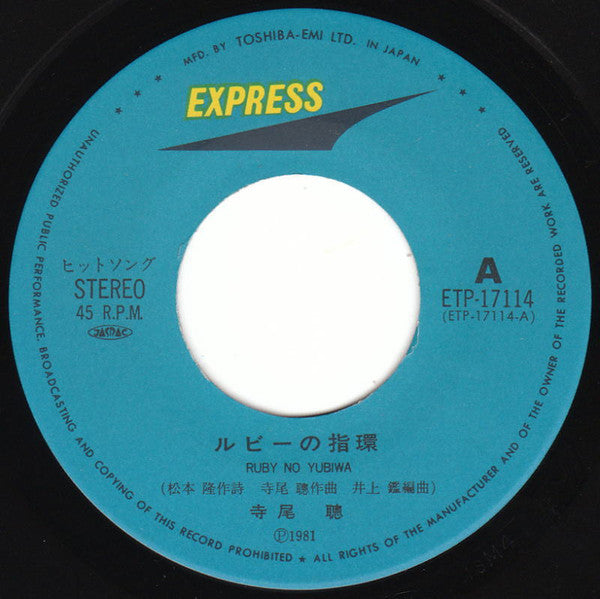 MFD. BY TOSHIBA-EMI LTD. IN JAPAN
EXPRESS
ヒットソング
STEREO
45 R.P.M.
JASRAC
A
ETP-17114
(ETP-17114-A)
ルビーの指環
RUBY NO YUBIWA
(松本 隆作詩 寺尾 聰作曲 井上 鑑編曲)
寺尾 聰
Ⓟ1981
★ ★ ★ UNAUTHORIZED PUBLIC PERFORMANCE, BROADCASTING AND COPYING OF THIS RECORD PROHIBITED ★ ALL RIGHTS OF THE MANUFACTURER AND OF THE OWNER OF THE RECORDED WORK ARE RESERVED ★ ★ ★